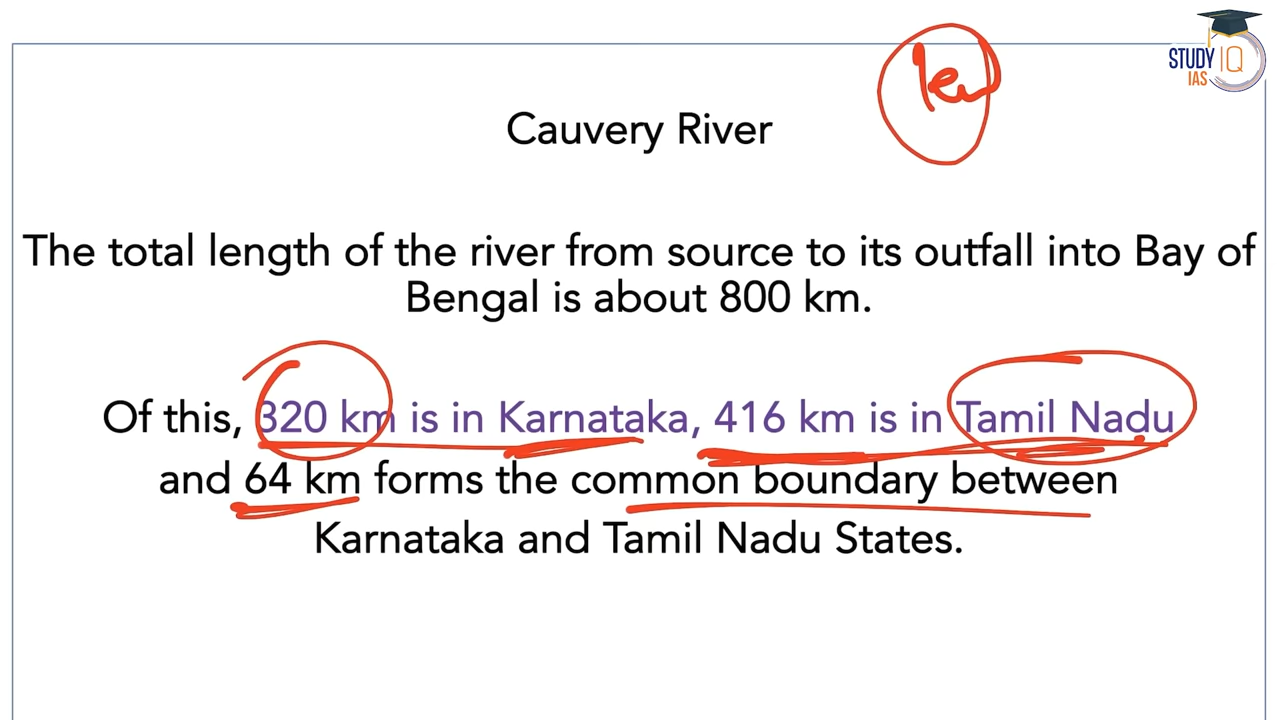 STUDY IQ
IAS
Cauvery River
The total length of the river from source to its outfall into Bay of
Bengal is about 800 km.
Of this, 320 km is in Karnataka, 416 km is in Tamil Nadu
and 64 km forms the common boundary between
Karnataka and Tamil Nadu States.